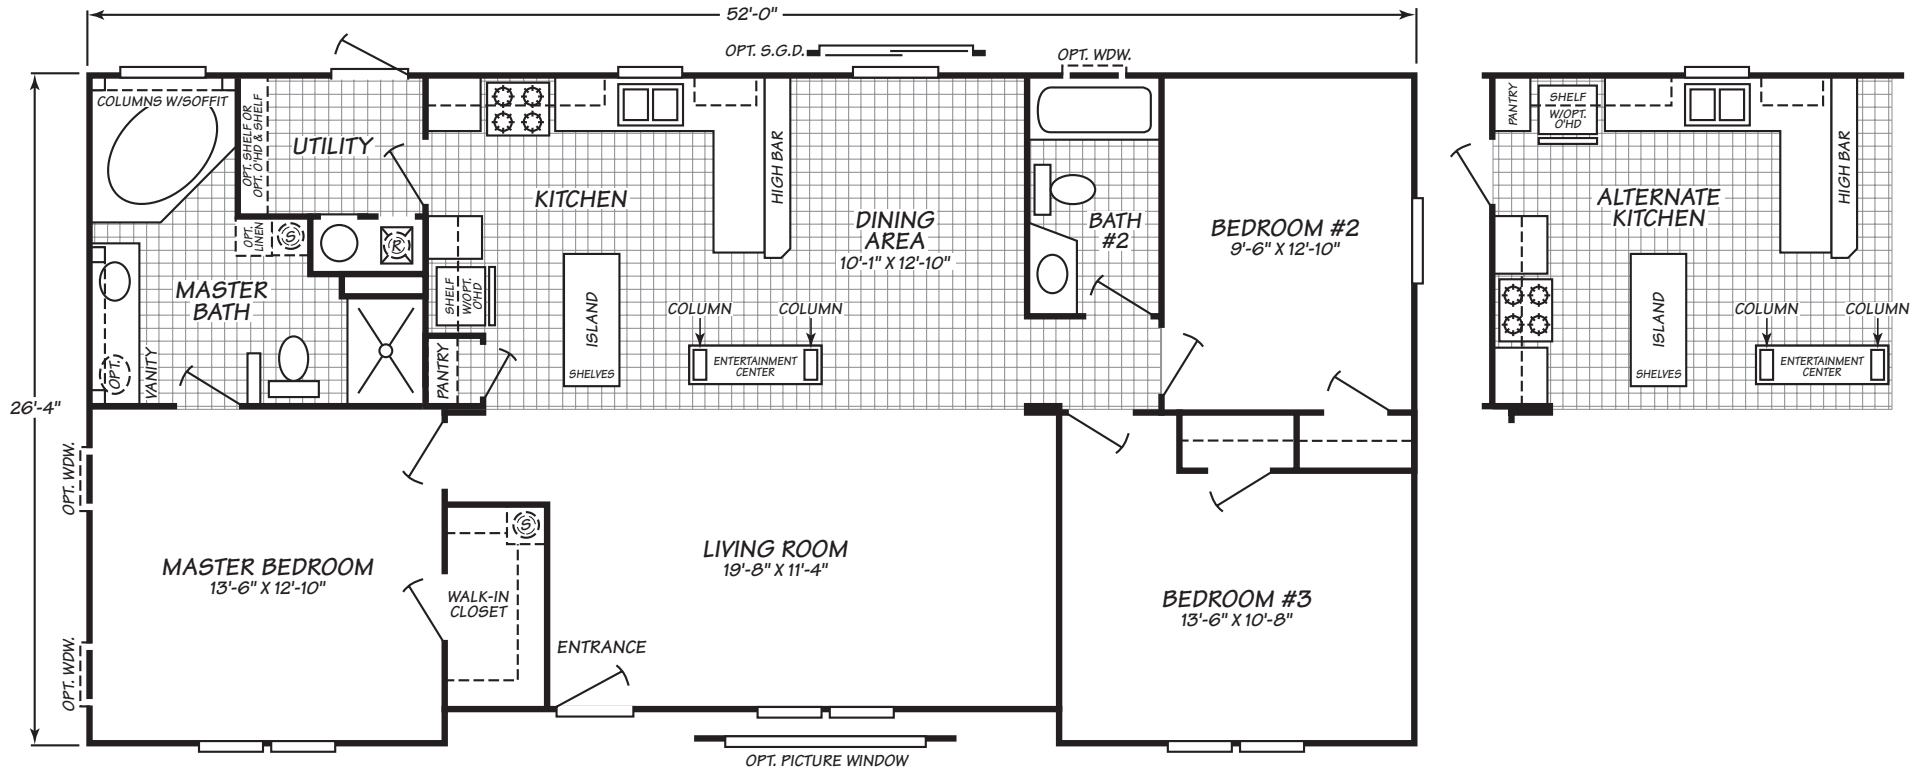 52'-0"
OPT. S.G.D.
OPT. WDW.
COLUMNS W/SOFFIT
OPT. SHELF OR
OPT. O'HD & SHELF
UTILITY
KITCHEN
HIGH BAR
DINING
AREA
10'-1" X 12'-10"
BATH
#2
BEDROOM #2
9'-6" X 12'-10"
PANTRY
SHELF
W/OPT.
O'HD
HIGH BAR
ALTERNATE
KITCHEN
OPT.
LINEN
S
R
MASTER
BATH
SHELF
W/OPT.
O'HD
ISLAND
SHELVES
COLUMN
COLUMN
ENTERTAINMENT
CENTER
ISLAND
SHELVES
COLUMN
COLUMN
ENTERTAINMENT
CENTER
OPT.
VANITY
PANTRY
26'-4"
OPT. WDW.
OPT. WDW.
MASTER BEDROOM
13'-6" X 12'-10"
S
WALK-IN
CLOSET
LIVING ROOM
19'-8" X 11'-4"
ENTRANCE
BEDROOM #3
13'-6" X 10'-8"
OPT. PICTURE WINDOW